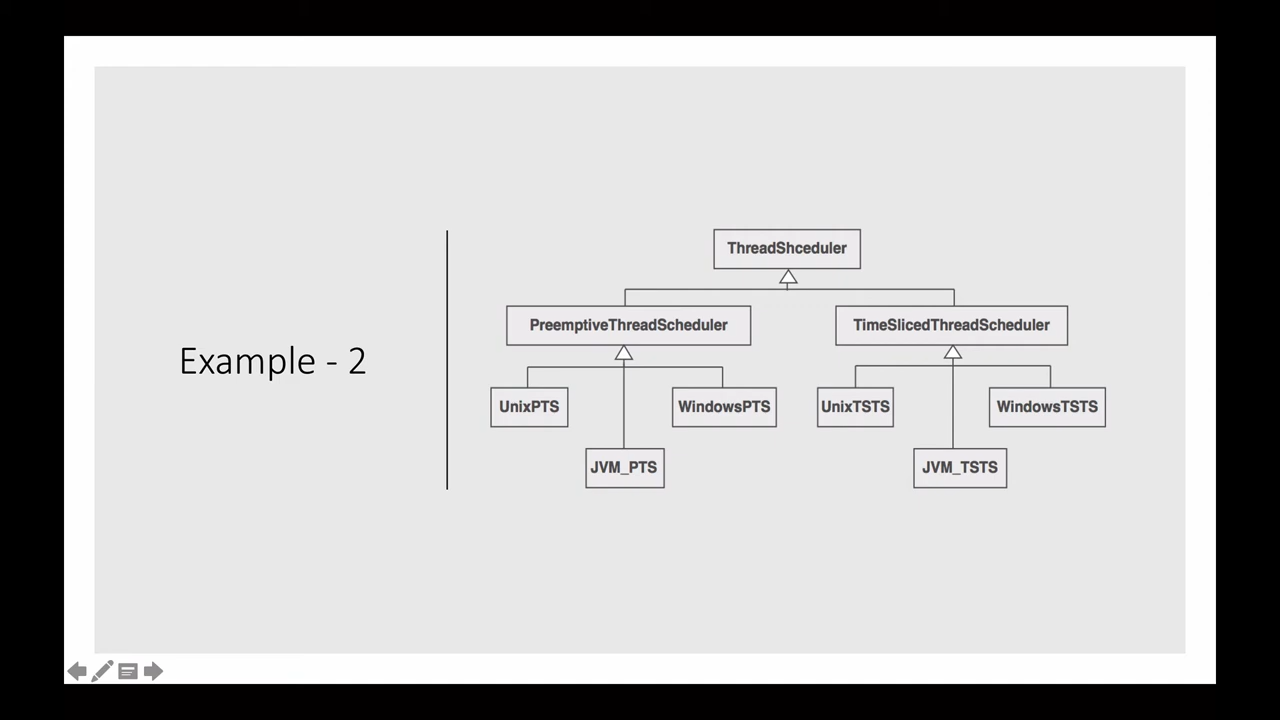 Example - 2
ThreadShceduler
PreemptiveThreadScheduler
TimeSlicedThreadScheduler
UnixPTS
WindowsPTS
UnixTSTS
WindowsTSTS
JVM_PTS
JVM_TSTS